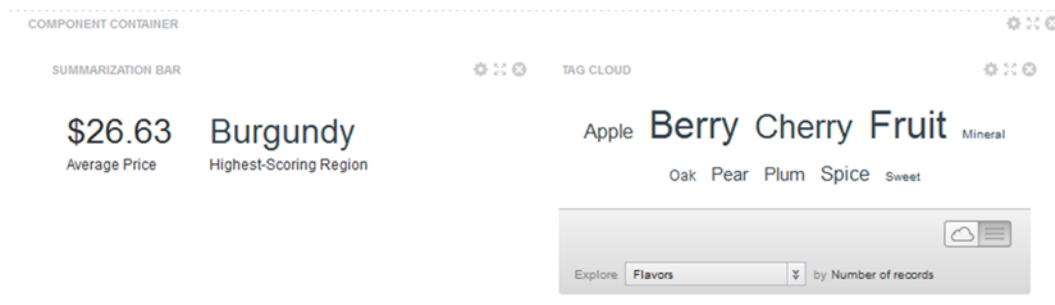 COMPONENT CONTAINER
SUMMARIZATION BAR
$26.63 Burgundy
Average Price Highest-Scoring Region
TAG CLOUD
Apple Berry Cherry Fruit Mineral
Oak Pear Plum Spice Sweet
Explore Flavors by Number of records